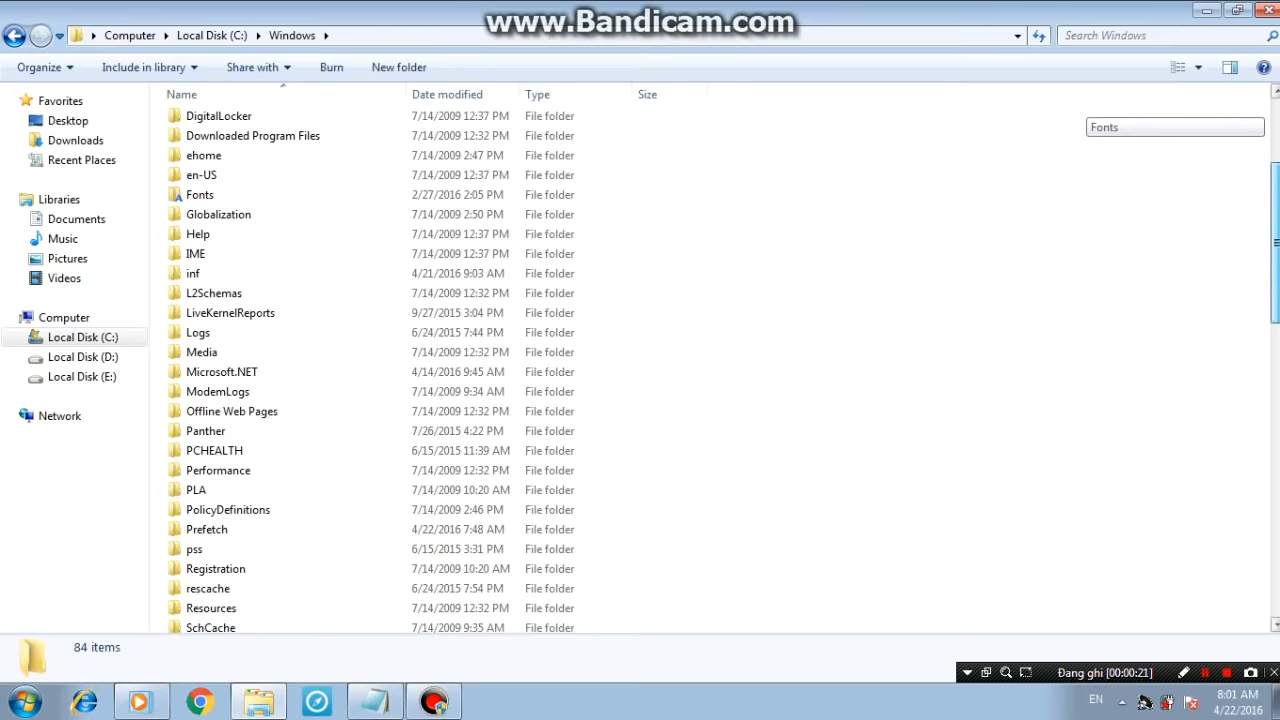 www.Bandicam.com
Computer Local Disk (C:) Windows
Search Windows
Organize Include in library Share with Burn New folder
Name Date modified Type Size
Fonts
Favorites
Desktop
Downloads
Recent Places
Libraries
Documents
Music
Pictures
Videos
Computer
Local Disk (C:)
Local Disk (D:)
Local Disk (E:)
Network
DigitalLocker 7/14/2009 12:37 PM File folder
Downloaded Program Files 7/14/2009 12:32 PM File folder
ehome 7/14/2009 2:47 PM File folder
en-US 7/14/2009 12:37 PM File folder
Fonts 2/27/2016 2:05 PM File folder
Globalization 7/14/2009 2:50 PM File folder
Help 7/14/2009 12:37 PM File folder
IME 7/14/2009 12:37 PM File folder
inf 4/21/2016 9:03 AM File folder
L2Schemas 7/14/2009 12:32 PM File folder
LiveKernelReports 9/27/2015 3:04 PM File folder
Logs 6/24/2015 7:44 PM File folder
Media 7/14/2009 12:32 PM File folder
Microsoft.NET 4/14/2016 9:45 AM File folder
ModemLogs 7/14/2009 9:34 AM File folder
Offline Web Pages 7/14/2009 12:32 PM File folder
Panther 7/26/2015 4:22 PM File folder
PCHEALTH 6/15/2015 11:39 AM File folder
Performance 7/14/2009 12:32 PM File folder
PLA 7/14/2009 10:20 AM File folder
PolicyDefinitions 7/14/2009 2:46 PM File folder
Prefetch 4/22/2016 7:48 AM File folder
pss 6/15/2015 3:31 PM File folder
Registration 7/14/2009 10:20 AM File folder
rescache 6/24/2015 7:54 PM File folder
Resources 7/14/2009 12:32 PM File folder
SchCache 7/14/2009 9:35 AM File folder
84 items
Đang ghi [00:00:21]
EN
8:01 AM
4/22/2016